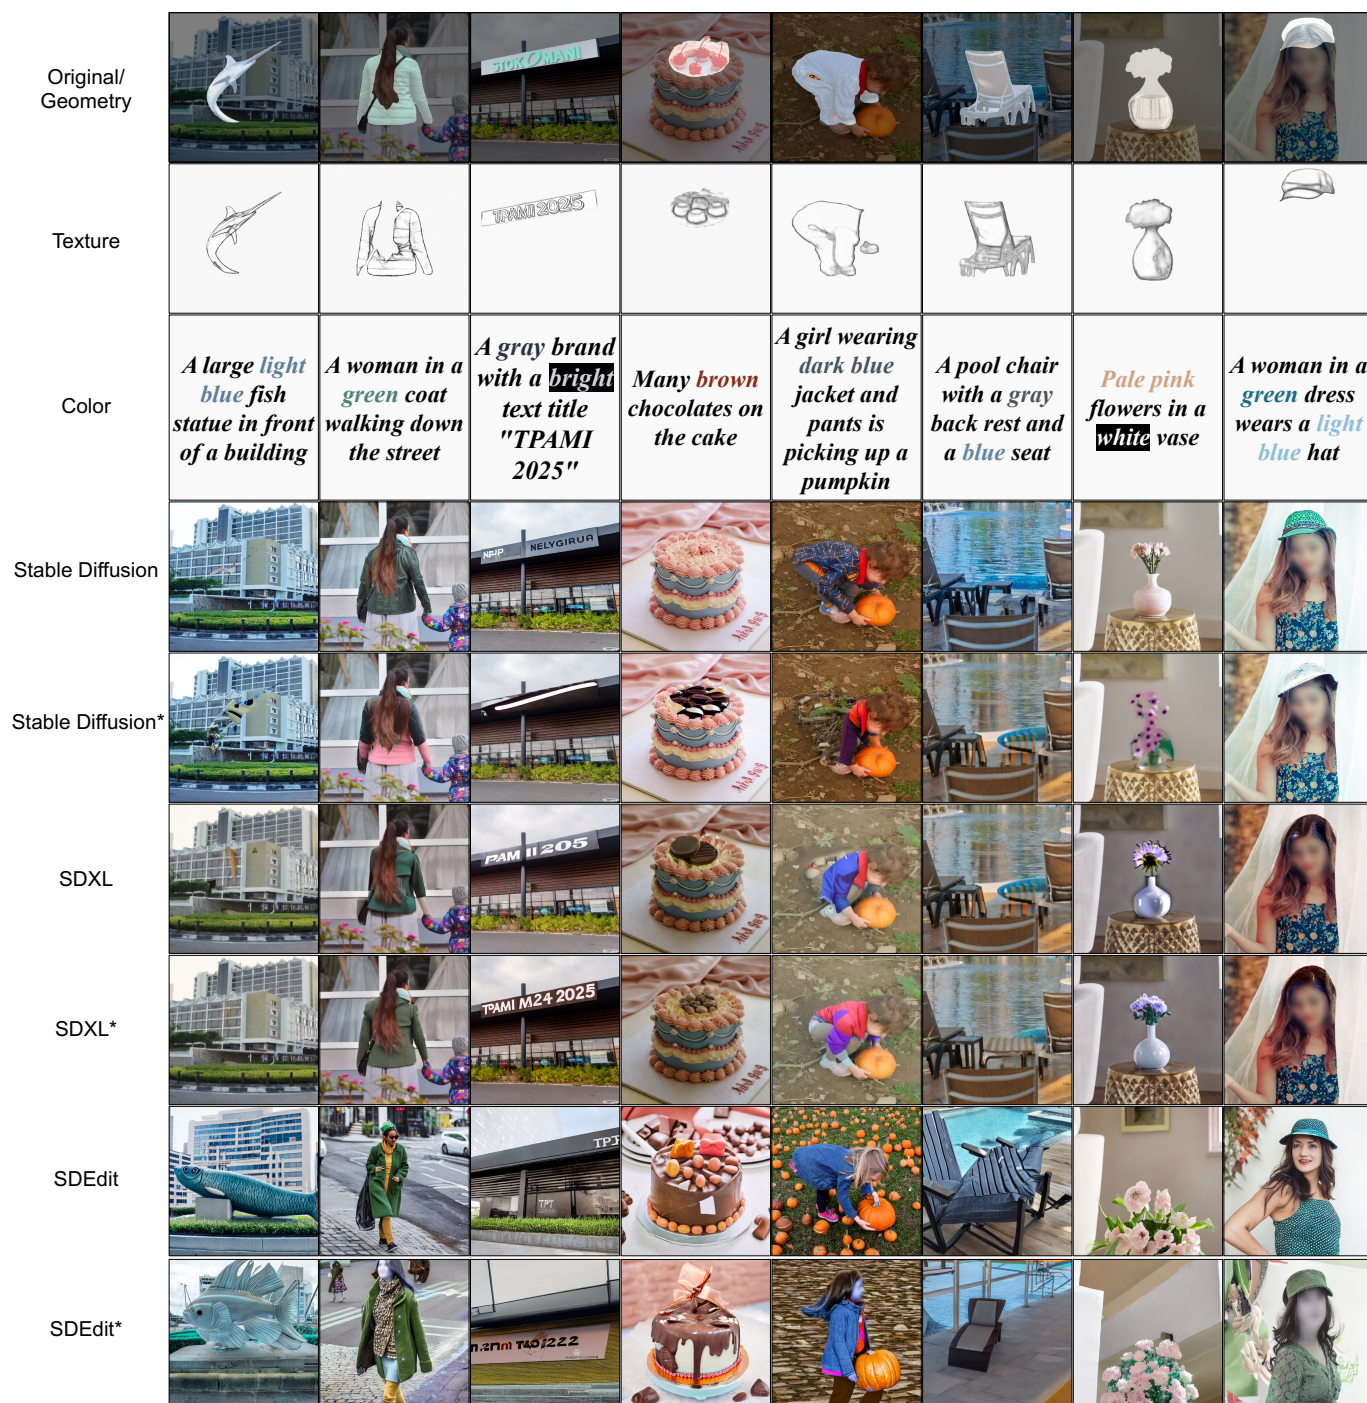 Original/
Geometry
STOKOMANI
Texture
TPAMI 2025
Color
A large light
blue fish
statue in front
of a building
A woman in a
green coat
walking down
the street
A gray brand
with a bright
text title
"TPAMI
2025"
Many brown
chocolates on
the cake
A girl wearing
dark blue
jacket and
pants is
picking up a
pumpkin
A pool chair
with a gray
back rest and
a blue seat
Pale pink
flowers in a
white vase
A woman in a
green dress
wears a light
blue hat
Stable Diffusion
NELYGIRUA
Stable Diffusion*
SDXL
PAMII 205
SDXL*
TPAMI M24 2025
SDEdit
TPT
SDEdit*